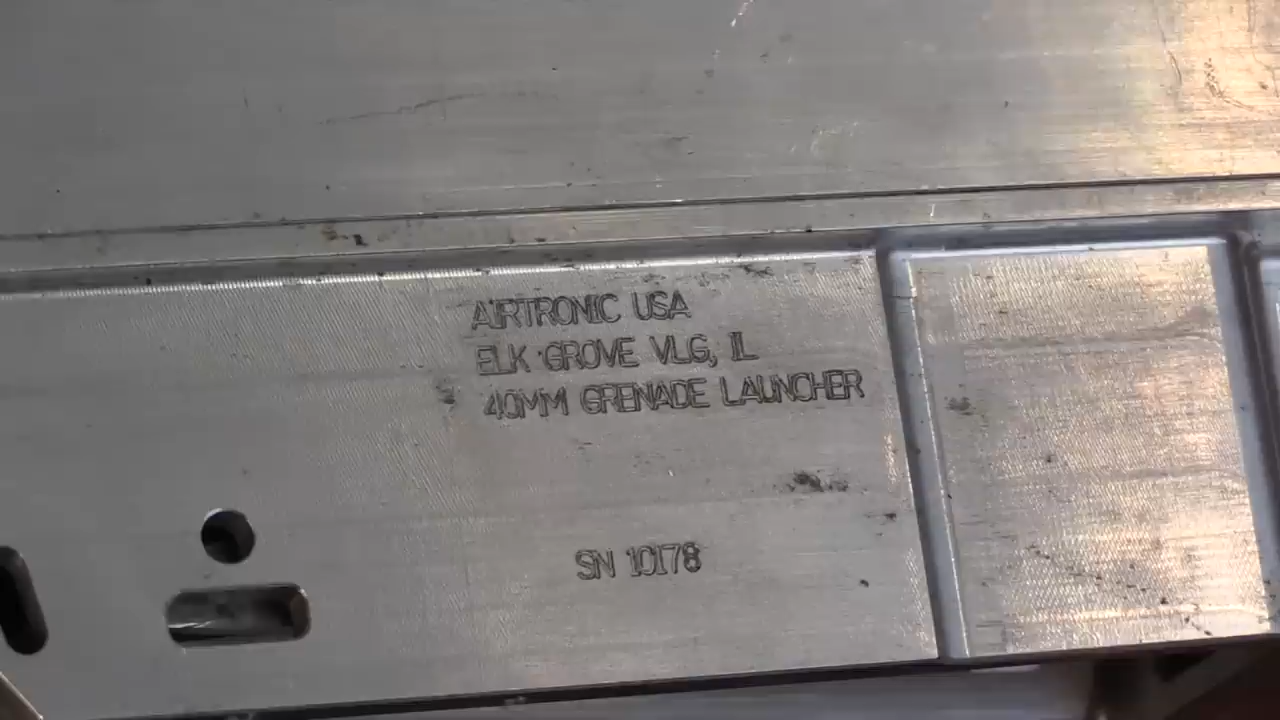 AIRTRONIC USA
ELK GROVE VLG, IL
40MM GRENADE LAUNCHER
SN 10178